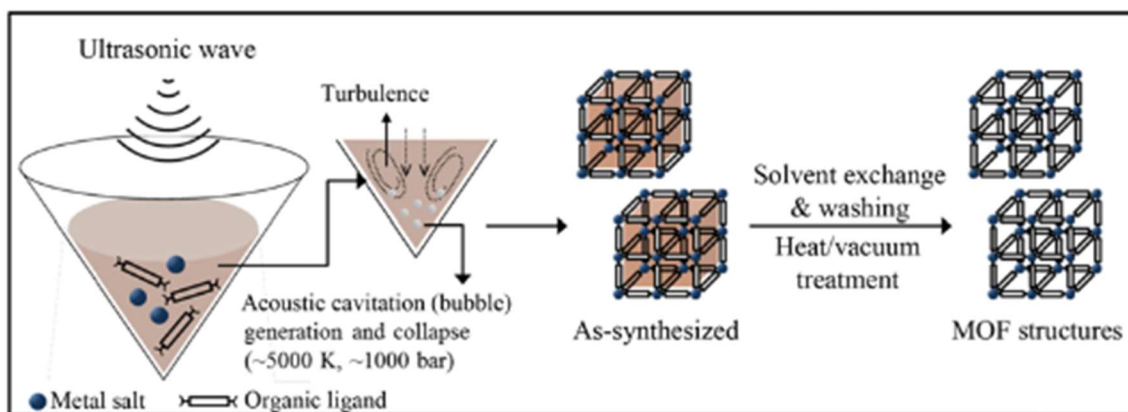 Ultrasonic wave
Turbulence
Acoustic cavitation (bubble)
generation and collapse
(~5000 K, ~1000 bar)
Metal salt
Organic ligand
As-synthesized
Solvent exchange
& washing
Heat/vacuum
treatment
MOF structures